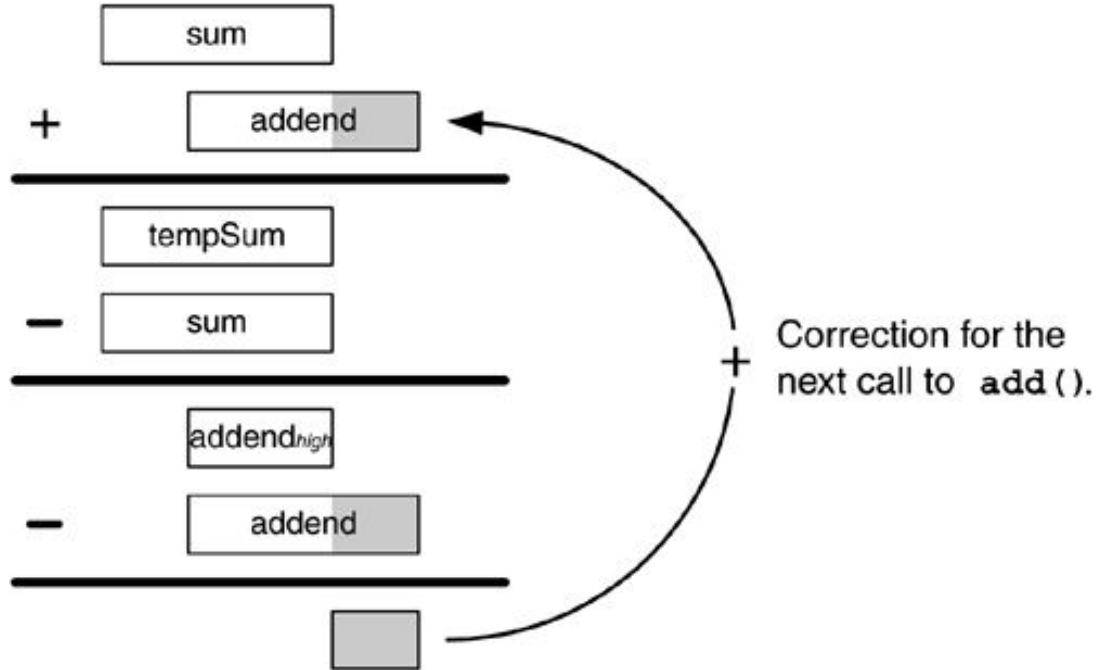 sum
+ addend
tempSum
− sum
addendhigh
− addend
+
Correction for the
next call to add().